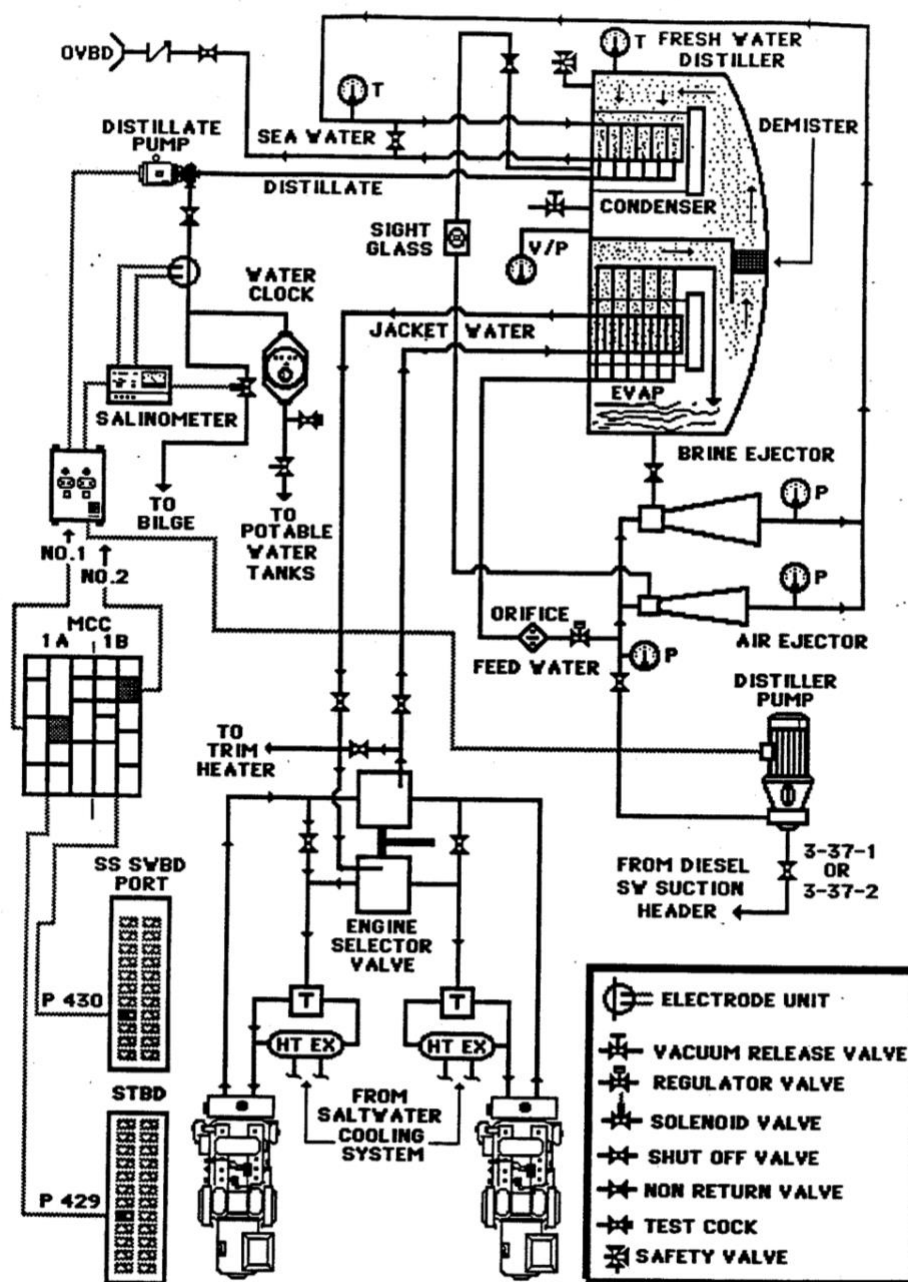 OVBD
T
FRESH WATER
DISTILLER
T
DISTILLATE
PUMP
SEA WATER
DEMISTER
DISTILLATE
CONDENSER
SIGHT
GLASS
V/P
WATER
CLOCK
JACKET WATER
EVAP
SALINOMETER
BRINE EJECTOR
P
TO
BILGE
TO
POTABLE
WATER
TANKS
NO.1
NO.2
P
ORIFICE
AIR EJECTOR
MCC
1A
1B
FEED WATER
P
DISTILLER
PUMP
TO
TRIM
HEATER
SS SWBD
PORT
FROM DIESEL
SW SUCTION
HEADER
3-37-1
OR
3-37-2
ENGINE
SELECTOR
VALVE
P 430
T
T
HT EX
HT EX
STBD
FROM
SALTWATER
COOLING
SYSTEM
P 429
ELECTRODE UNIT
VACUUM RELEASE VALVE
REGULATOR VALVE
SOLENOID VALVE
SHUT OFF VALVE
NON RETURN VALVE
TEST COCK
SAFETY VALVE